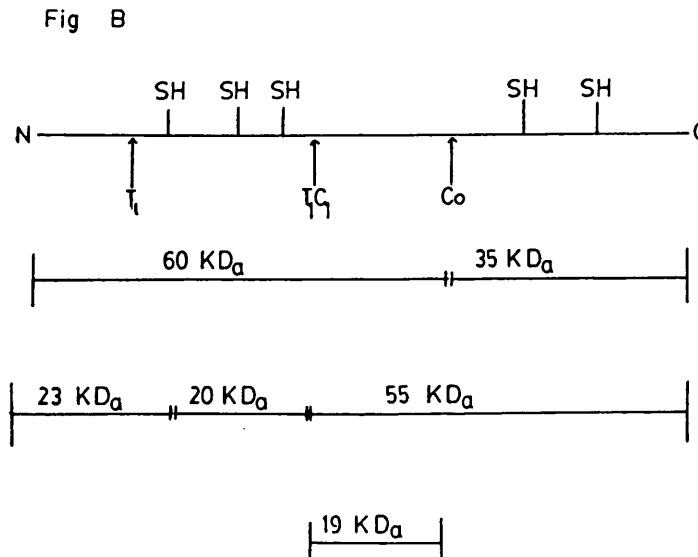 Fig B
SH SH SH SH SH
N C
T₁ T₁C₁ Co
60 KDa 35 KDa
23 KDa 20 KDa 55 KDa
19 KDa